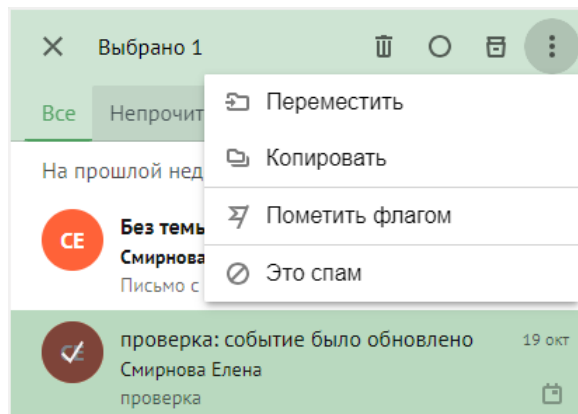 Выбрано 1
Все Непрочит
На прошлой нед
Переместить
Копировать
Пометить флагом
Это спам
СЕ
Без темы
Смирнова
Письмо с
проверка: событие было обновлено 19 окт
Смирнова Елена
проверка